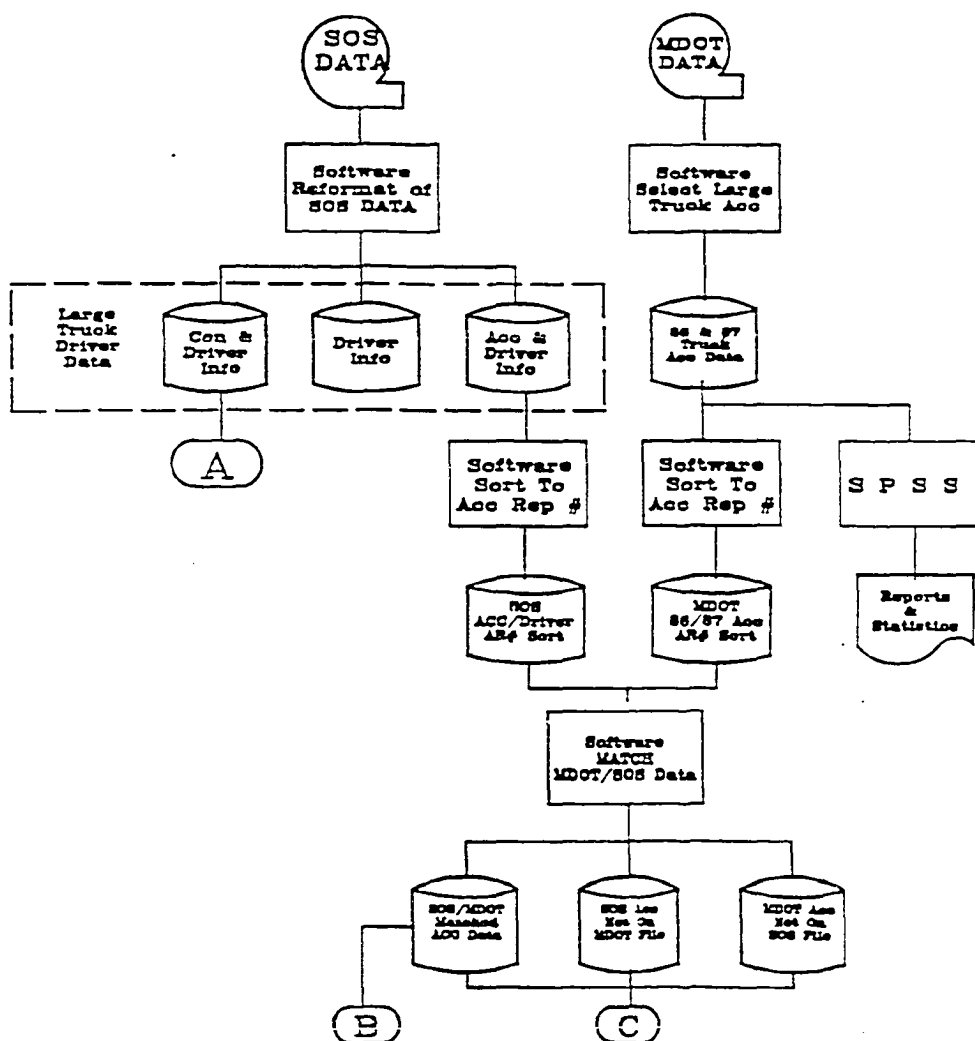 SOS
DATA
MDOT
DATA
Software
Reformat of
SOS DATA
Software
Select Large
Truck Acc
Large
Truck
Driver
Data
Con &
Driver
Info
Driver
Info
Acc &
Driver
Info
86 & 87
Truck
Acc Data
A
Software
Sort To
Acc Rep #
Software
Sort To
Acc Rep #
S P S S
SOS
ACC/Driver
AR# Sort
MDOT
86/87 Acc
AR# Sort
Reports
&
Statistics
Software
MATCH
MDOT/SOS Data
SOS/MDOT
Matched
ACC Data
SOS Acc
Not On
MDOT File
MDOT Acc
Not On
SOS File
B
C